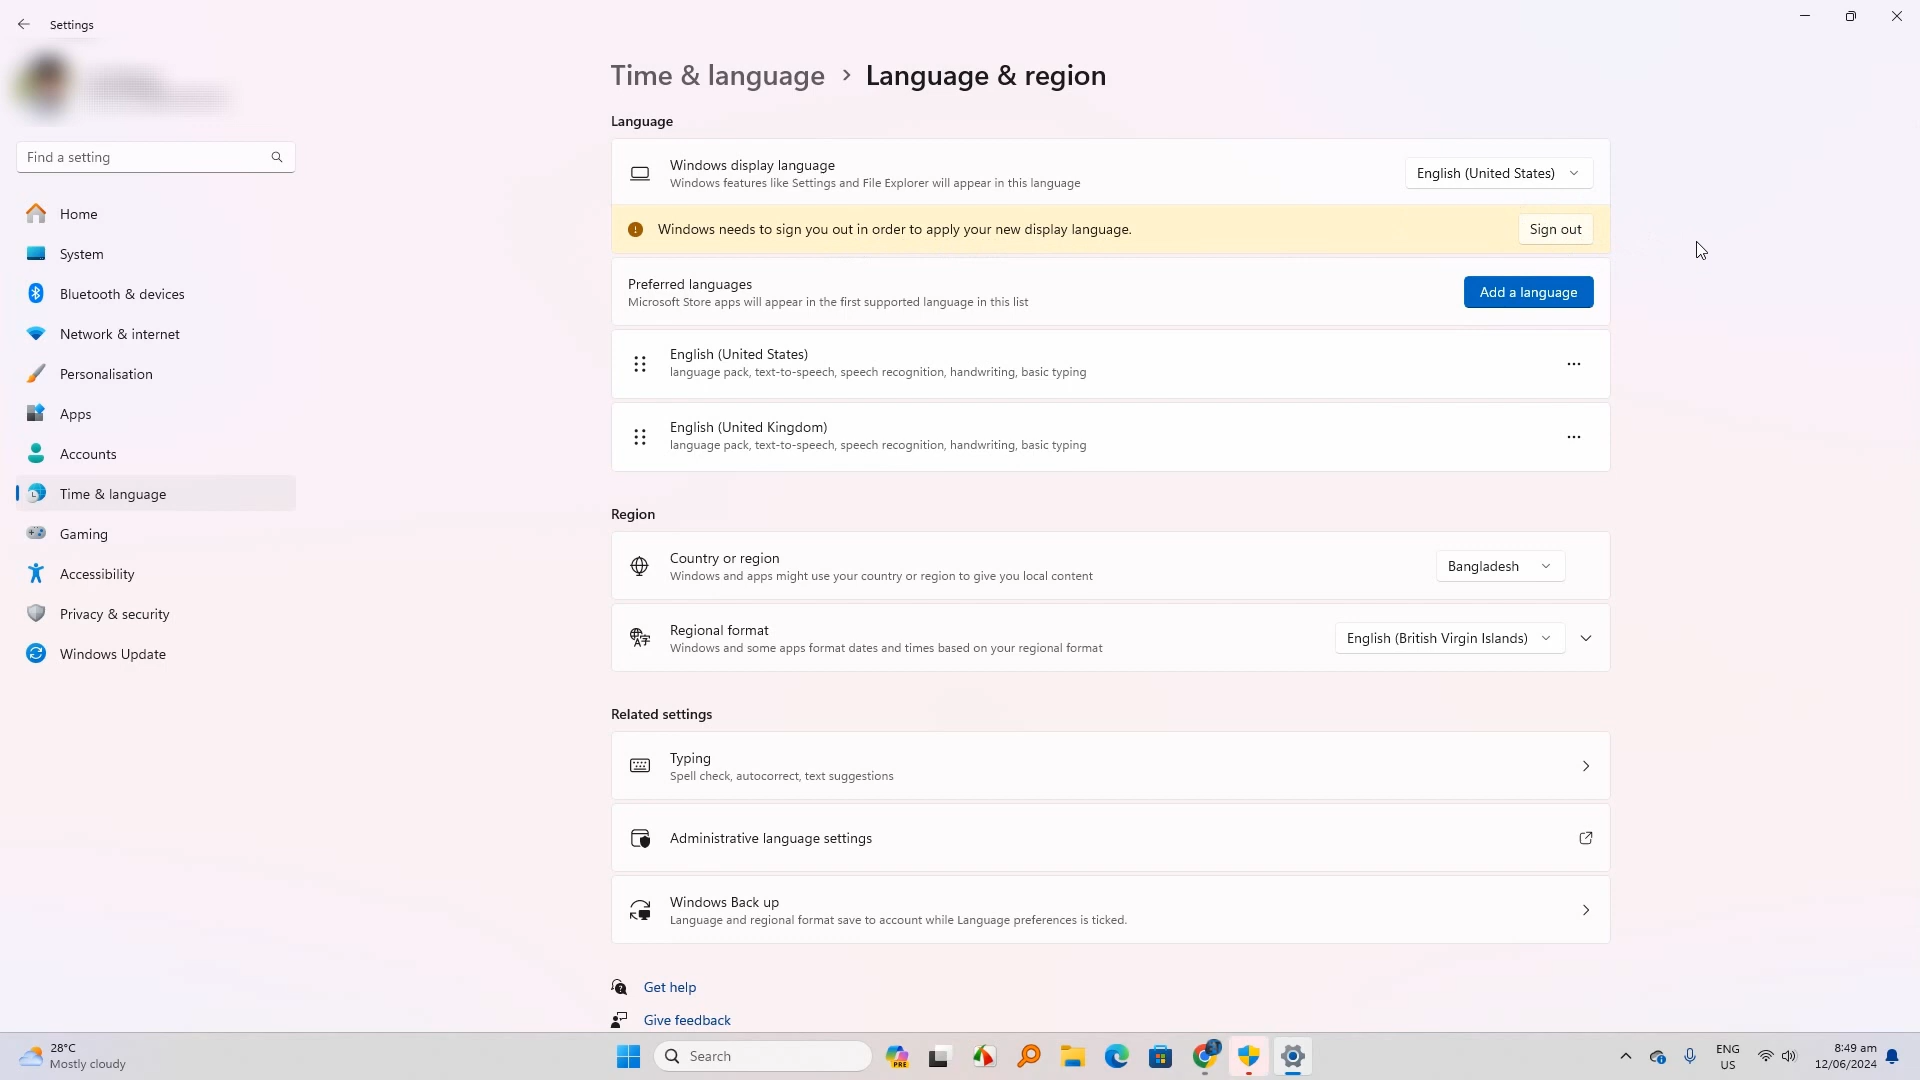 Settings
Find a setting
Home
System
Bluetooth & devices
Network & internet
Personalisation
Apps
Accounts
Time & language
Gaming
Accessibility
Privacy & security
Windows Update
Time & language > Language & region
Language
Windows display language
Windows features like Settings and File Explorer will appear in this language
English (United States)
Windows needs to sign you out in order to apply your new display language.
Sign out
Preferred languages
Microsoft Store apps will appear in the first supported language in this list
Add a language
English (United States)
language pack, text-to-speech, speech recognition, handwriting, basic typing
English (United Kingdom)
language pack, text-to-speech, speech recognition, handwriting, basic typing
Region
Country or region
Windows and apps might use your country or region to give you local content
Bangladesh
Regional format
Windows and some apps format dates and times based on your regional format
English (British Virgin Islands)
Related settings
Typing
Spell check, autocorrect, text suggestions
Administrative language settings
Windows Back up
Language and regional format save to account while Language preferences is ticked.
Get help
Give feedback
28°C
Mostly cloudy
Search
PRE
ENG
US
8:49 am
12/06/2024